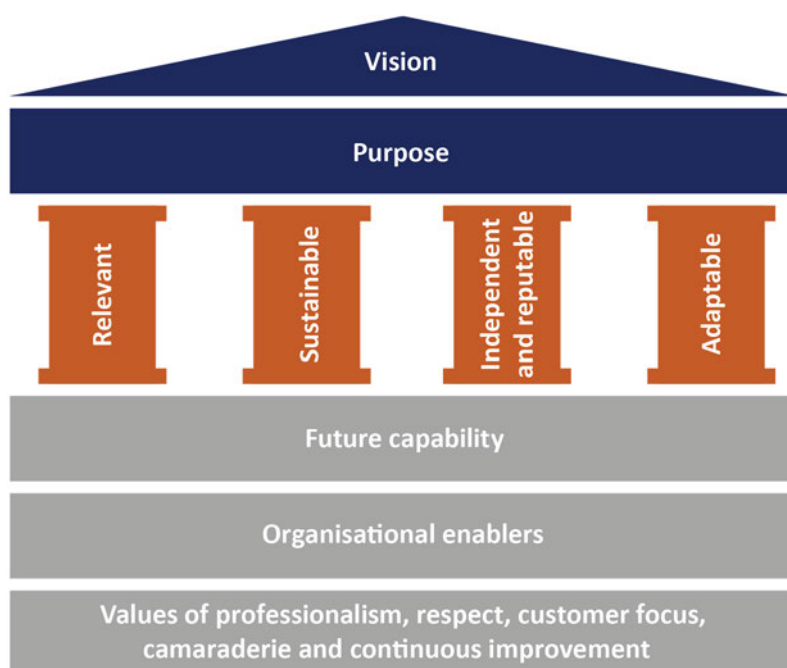 Vision
Purpose
Relevant
Sustainable
Independent
and reputable
Adaptable
Future capability
Organisational enablers
Values of professionalism, respect, customer focus,
camaraderie and continuous improvement